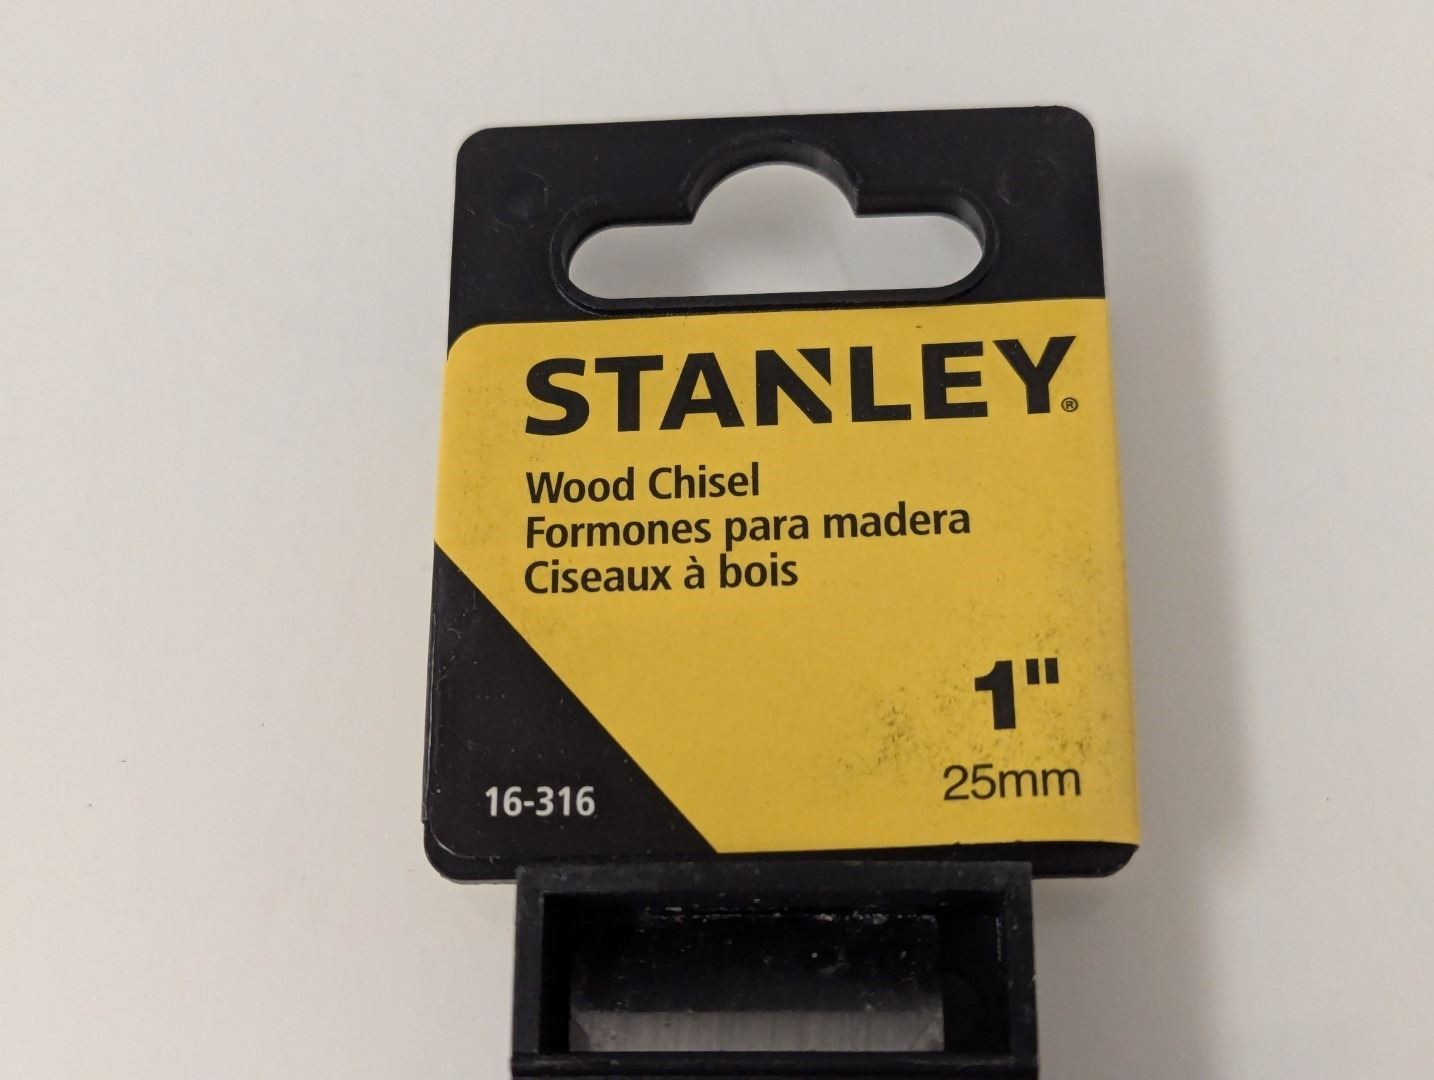 STANLEY®
Wood Chisel
Formones para madera
Ciseaux à bois
1"
25mm
16-316